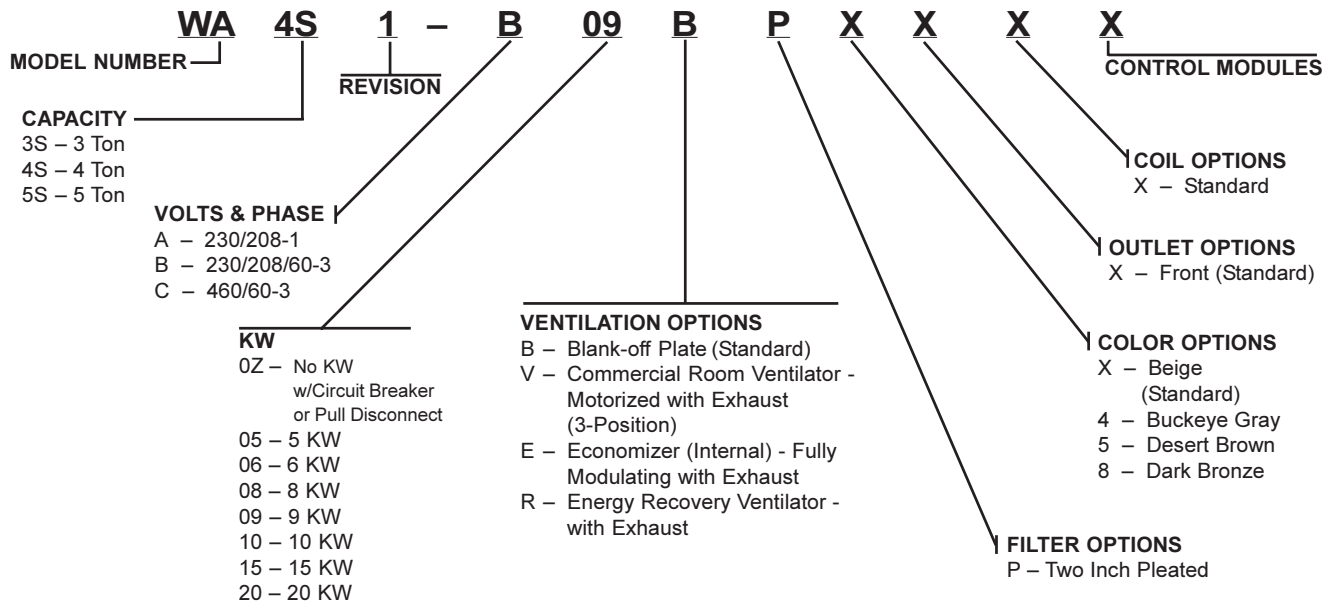 WA 4S 1 – B 09 B P X X X X
MODEL NUMBER
REVISION
CONTROL MODULES
CAPACITY
3S – 3 Ton
4S – 4 Ton
5S – 5 Ton
VOLTS & PHASE
A – 230/208-1
B – 230/208/60-3
C – 460/60-3
KW
0Z – No KW
w/Circuit Breaker
or Pull Disconnect
05 – 5 KW
06 – 6 KW
08 – 8 KW
09 – 9 KW
10 – 10 KW
15 – 15 KW
20 – 20 KW
VENTILATION OPTIONS
B – Blank-off Plate (Standard)
V – Commercial Room Ventilator -
Motorized with Exhaust
(3-Position)
E – Economizer (Internal) - Fully
Modulating with Exhaust
R – Energy Recovery Ventilator -
with Exhaust
COIL OPTIONS
X – Standard
OUTLET OPTIONS
X – Front (Standard)
COLOR OPTIONS
X – Beige
(Standard)
4 – Buckeye Gray
5 – Desert Brown
8 – Dark Bronze
FILTER OPTIONS
P – Two Inch Pleated